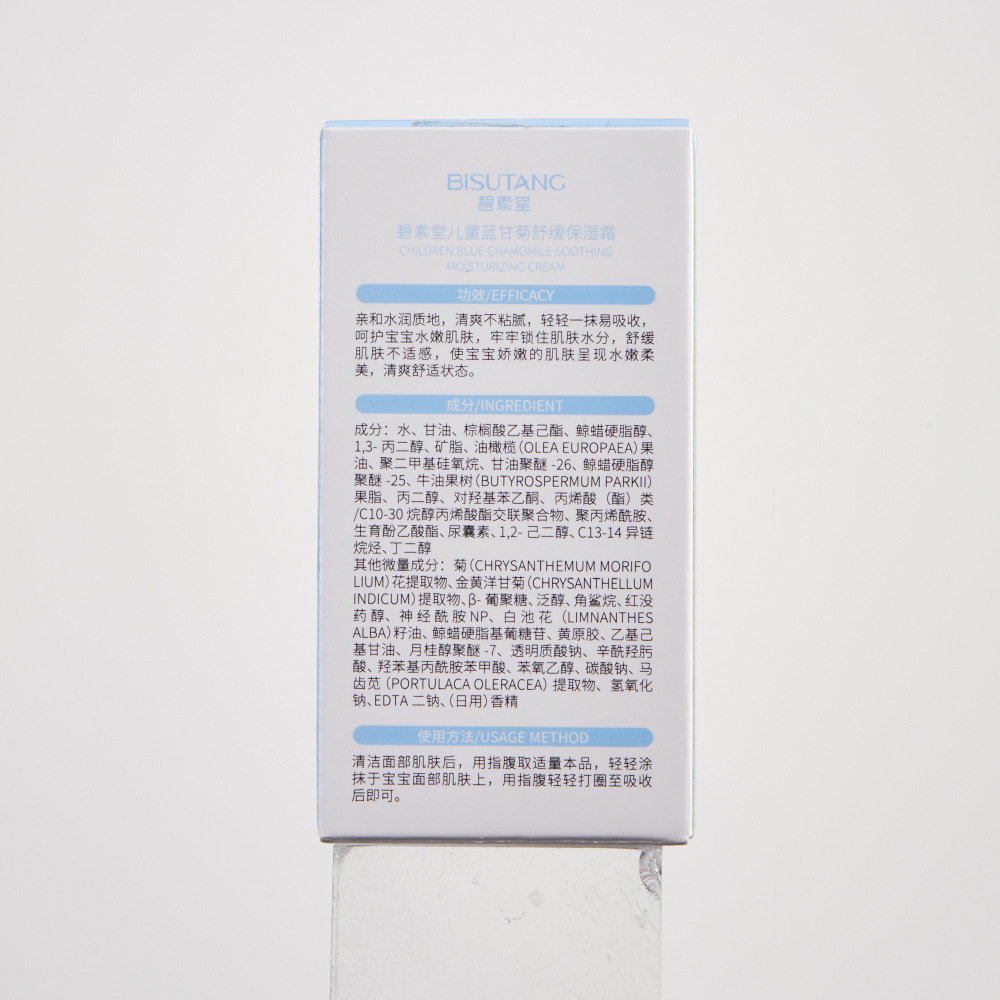 BISUTANG
碧素堂
碧素堂儿童蓝甘菊舒缓保湿霜
CHILDREN BLUE CHAMOMILE SOOTHING
MOISTURIZING CREAM
功效/EFFICACY
亲和水润质地，清爽不粘腻，轻轻一抹易吸收，
呵护宝宝水嫩肌肤，牢牢锁住肌肤水分，舒缓
肌肤不适感，使宝宝娇嫩的肌肤呈现水嫩柔
美，清爽舒适状态。
成分/INGREDIENT
成分：水、甘油、棕榈酸乙基己酯、鲸蜡硬脂醇、
1,3- 丙二醇、矿脂、油橄榄（OLEA EUROPAEA）果
油、聚二甲基硅氧烷、甘油聚醚 -26、鲸蜡硬脂醇
聚醚 -25、牛油果树（BUTYROSPERMUM PARKII）
果脂、丙二醇、对羟基苯乙酮、丙烯酸（酯）类
/C10-30 烷醇丙烯酸酯交联聚合物、聚丙烯酰胺、
生育酚乙酸酯、尿囊素、1,2- 己二醇、C13-14 异链
烷烃、丁二醇
其他微量成分：菊（CHRYSANTHEMUM MORIFO
LIUM）花提取物、金黄洋甘菊（CHRYSANTHELLUM
INDICUM）提取物、β- 葡聚糖、泛醇、角鲨烷、红没
药醇、神经酰胺NP、白池花（LIMNANTHES
ALBA）籽油、鲸蜡硬脂基葡糖苷、黄原胶、乙基己
基甘油、月桂醇聚醚 -7、透明质酸钠、辛酰羟肟
酸、羟苯基丙酰胺苯甲酸、苯氧乙醇、碳酸钠、马
齿苋（PORTULACA OLERACEA）提取物、氢氧化
钠、EDTA 二钠、（日用）香精
使用方法/USAGE METHOD
清洁面部肌肤后，用指腹取适量本品，轻轻涂
抹于宝宝面部肌肤上，用指腹轻轻打圈至吸收
后即可。